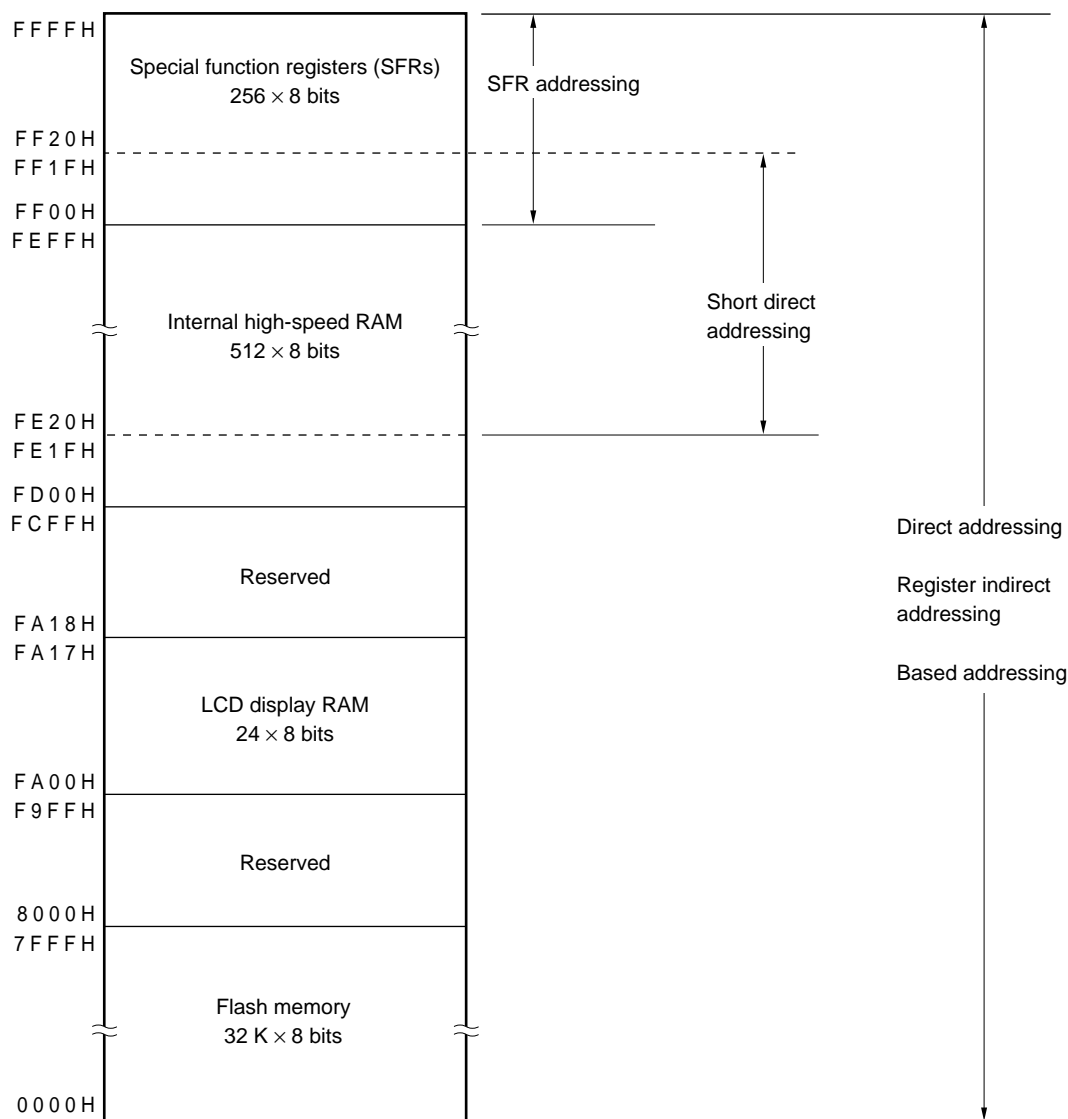 FFFFH
Special function registers (SFRs)
256 × 8 bits
SFR addressing
FF20H
FF1FH
FF00H
FEFFH
Internal high-speed RAM
512 × 8 bits
Short direct
addressing
FE20H
FE1FH
FD00H
FCFFH
Reserved
Direct addressing
Register indirect
addressing
Based addressing
FA18H
FA17H
LCD display RAM
24 × 8 bits
FA00H
F9FFH
Reserved
8000H
7FFFH
Flash memory
32 K × 8 bits
0000H